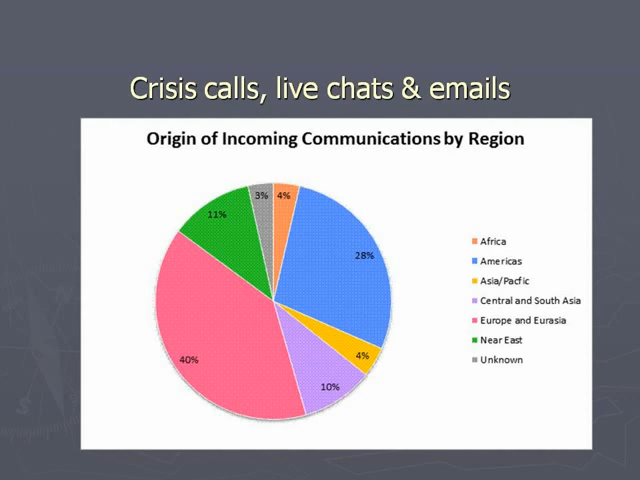 Crisis calls, live chats & emails
Origin of Incoming Communications by Region
3%
4%
11%
28%
40%
10%
4%
Africa
Americas
Asia/Pacfic
Central and South Asia
Europe and Eurasia
Near East
Unknown